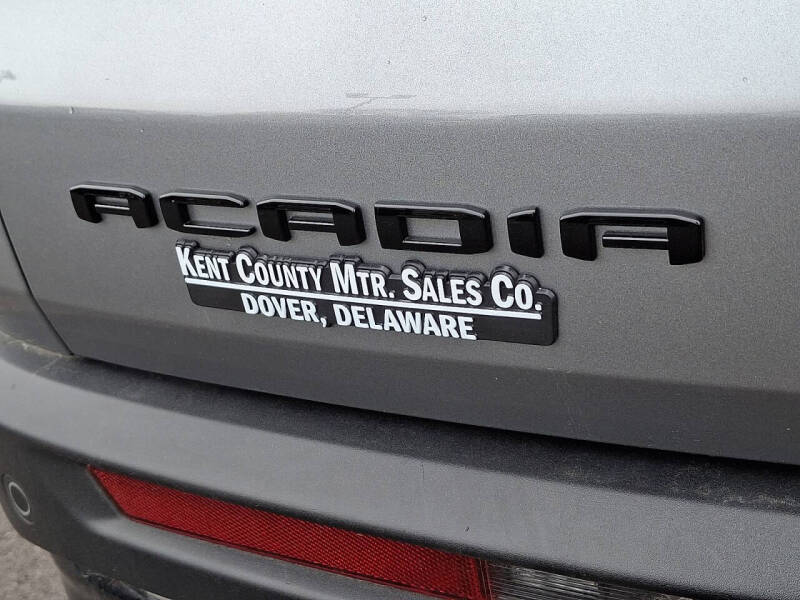 ACADIA
KENT COUNTY MTR. SALES CO.
DOVER, DELAWARE